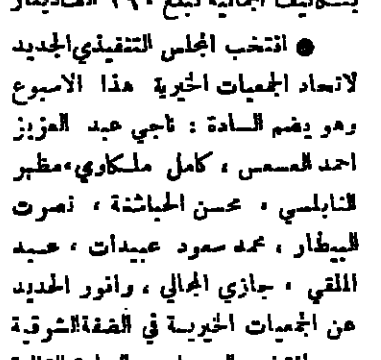 ● انتخب المجلس التنفيذي الجديد
لاتحاد الجمعيات الخيرية هذا الاسبوع
وهو يضم السادة : ناجي عبد العزيز
احمد العسعس ، كامل ملكاوي ، مظهر
النابلسي ، محسن الحباشنة ، نصرت
البيطار ، محمد سعود عبيدات ، عبد
الملقي ، حازي المجالي ، وانور الحديد
عن الجمعيات الخيرية في الضفة الشرقية